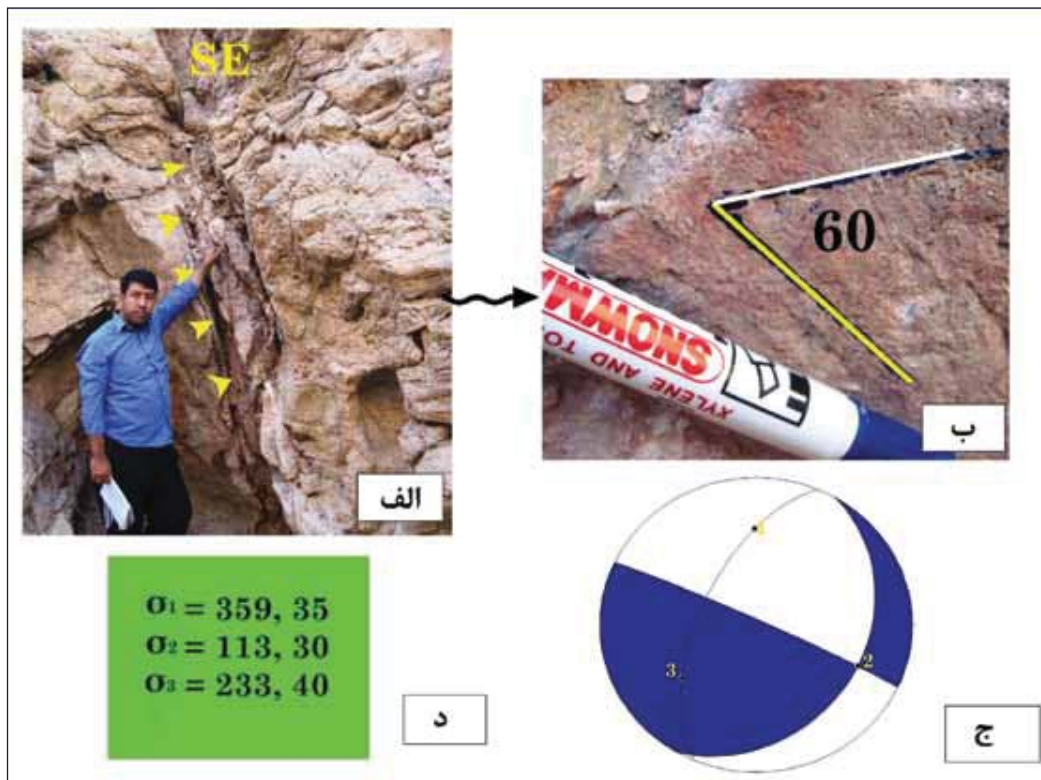 SE
الف
60
SNOWMA
XYLENE AND TO
ب
σ1 = 359, 35
σ2 = 113, 30
σ3 = 233, 40
د
1
2
3
ج